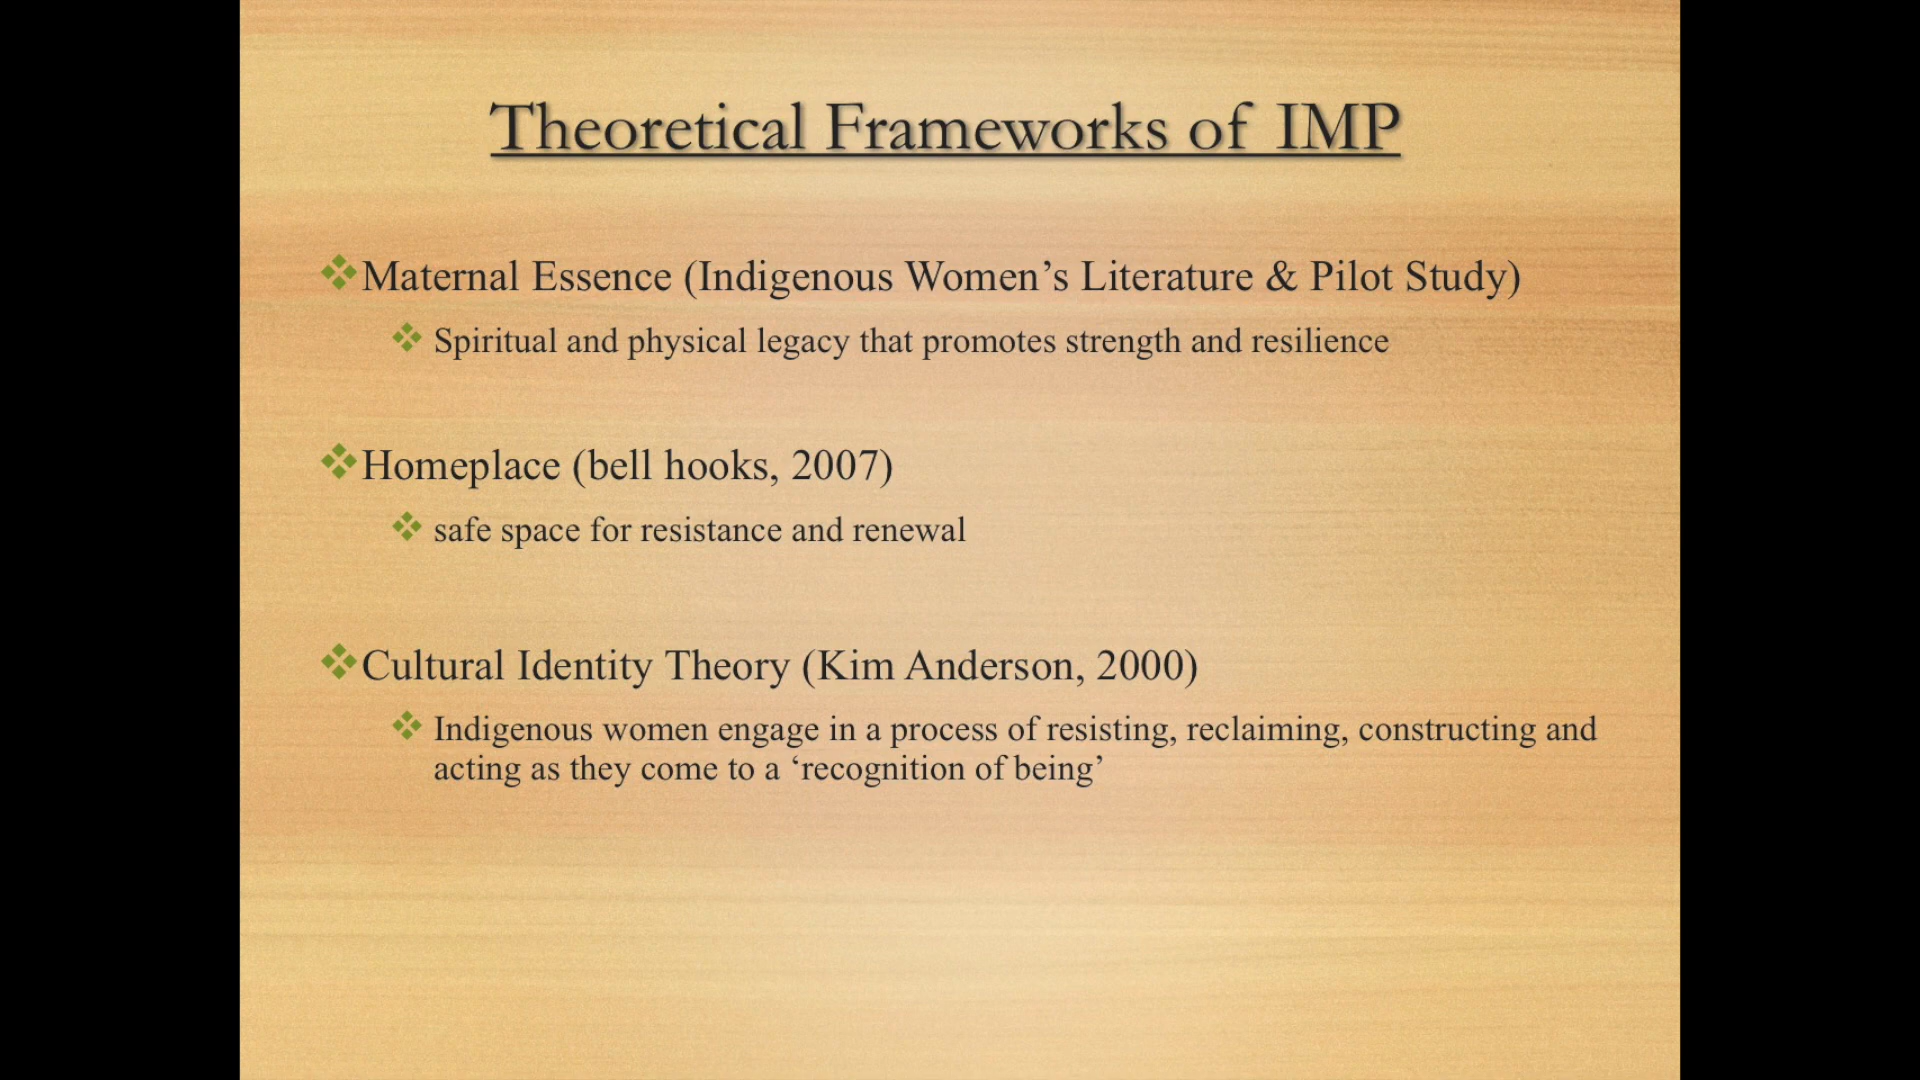 Theoretical Frameworks of IMP
Maternal Essence (Indigenous Women’s Literature & Pilot Study)
Spiritual and physical legacy that promotes strength and resilience
Homeplace (bell hooks, 2007)
safe space for resistance and renewal
Cultural Identity Theory (Kim Anderson, 2000)
Indigenous women engage in a process of resisting, reclaiming, constructing and
acting as they come to a ‘recognition of being’